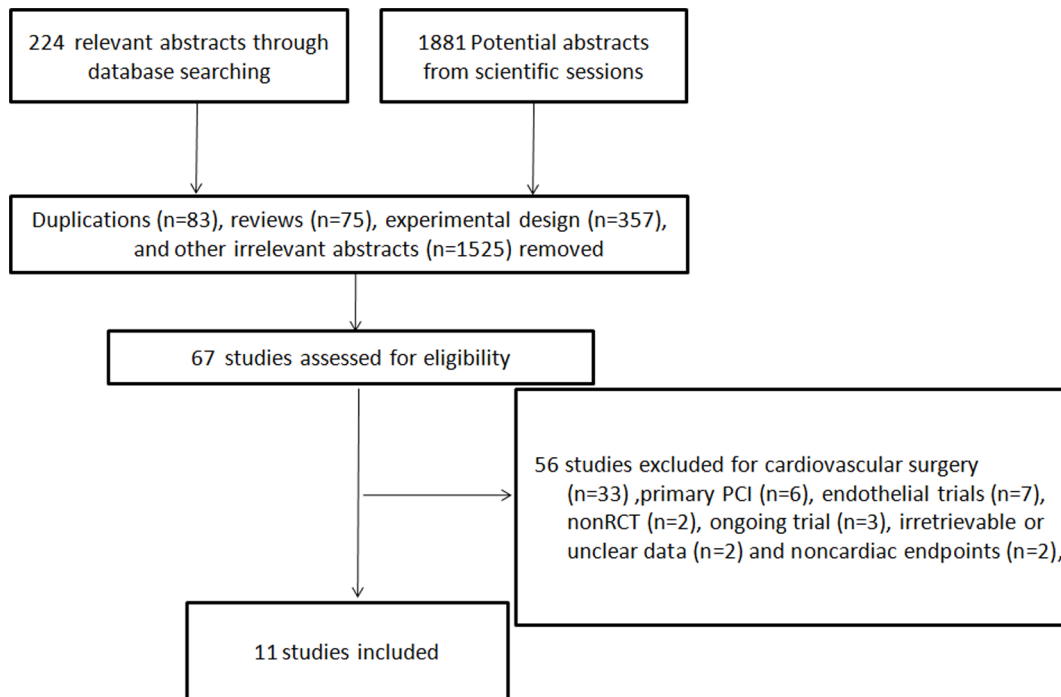 224 relevant abstracts through
database searching
1881 Potential abstracts
from scientific sessions
Duplications (n=83), reviews (n=75), experimental design (n=357),
and other irrelevant abstracts (n=1525) removed
67 studies assessed for eligibility
56 studies excluded for cardiovascular surgery
(n=33) ,primary PCI (n=6), endothelial trials (n=7),
nonRCT (n=2), ongoing trial (n=3), irretrievable or
unclear data (n=2) and noncardiac endpoints (n=2),
11 studies included